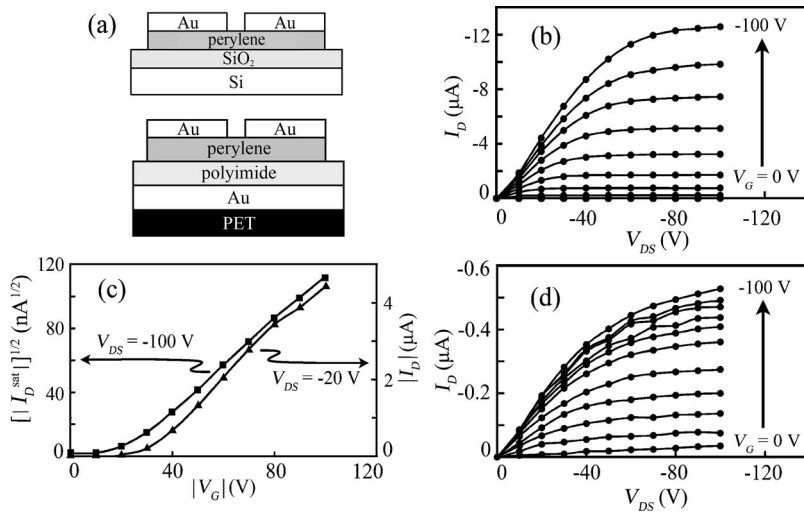 (a)
Au Au
perylene
SiO₂
Si
Au Au
perylene
polyimide
Au
PET
(b)
I_D (μA)
-12
-8
-4
0
-100 V
V_G = 0 V
0 -40 -80 -120
V_DS (V)
(c)
[|I_D^sat|]^1/2 (nA^1/2)
120
80
40
0
V_DS = -100 V
V_DS = -20 V
4
2
0
|I_D|(μA)
0 40 80 120
|V_G|(V)
(d)
I_D (μA)
-0.6
-0.4
-0.2
0
-100 V
V_G = 0 V
0 -40 -80 -120
V_DS (V)